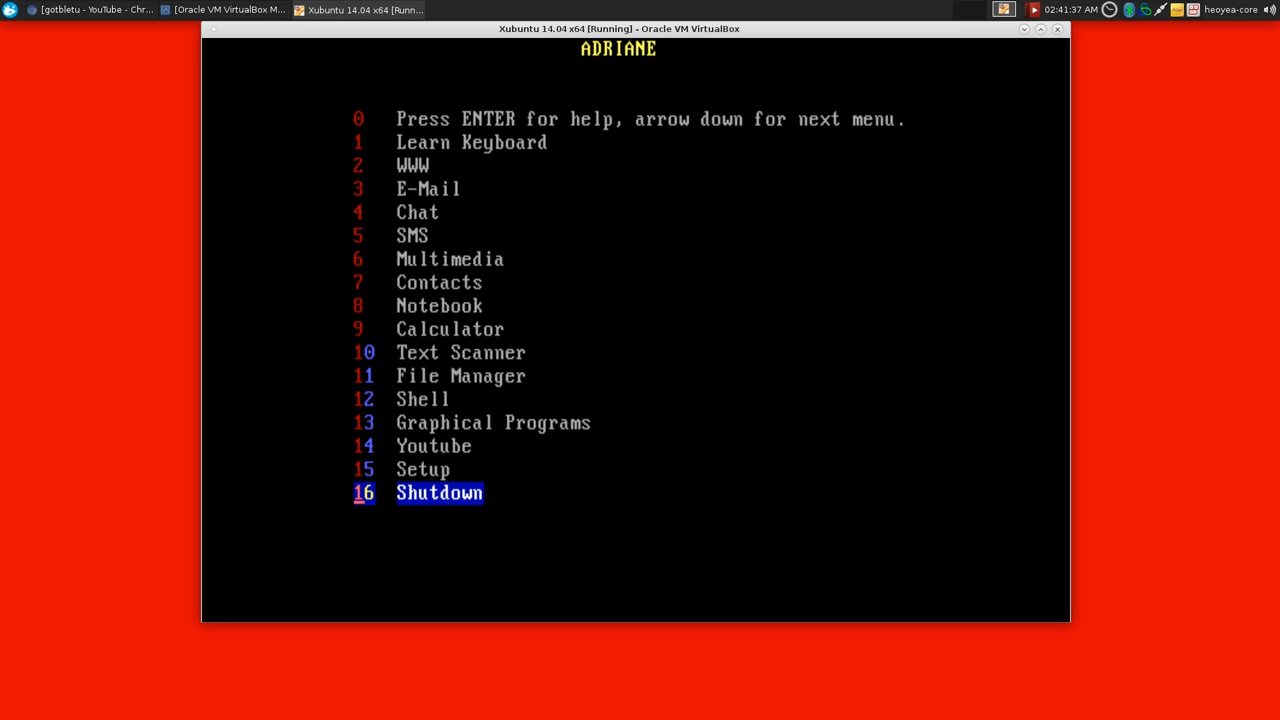 [gotbletu - YouTube - Chr...
[Oracle VM VirtualBox M...
Xubuntu 14.04 x64 [Runn...
02:41:37 AM
heoyea-core
Xubuntu 14.04 x64 [Running] - Oracle VM VirtualBox
ADRIANE
0 Press ENTER for help, arrow down for next menu.
1 Learn Keyboard
2 WWW
3 E-Mail
4 Chat
5 SMS
6 Multimedia
7 Contacts
8 Notebook
9 Calculator
10 Text Scanner
11 File Manager
12 Shell
13 Graphical Programs
14 Youtube
15 Setup
16 Shutdown